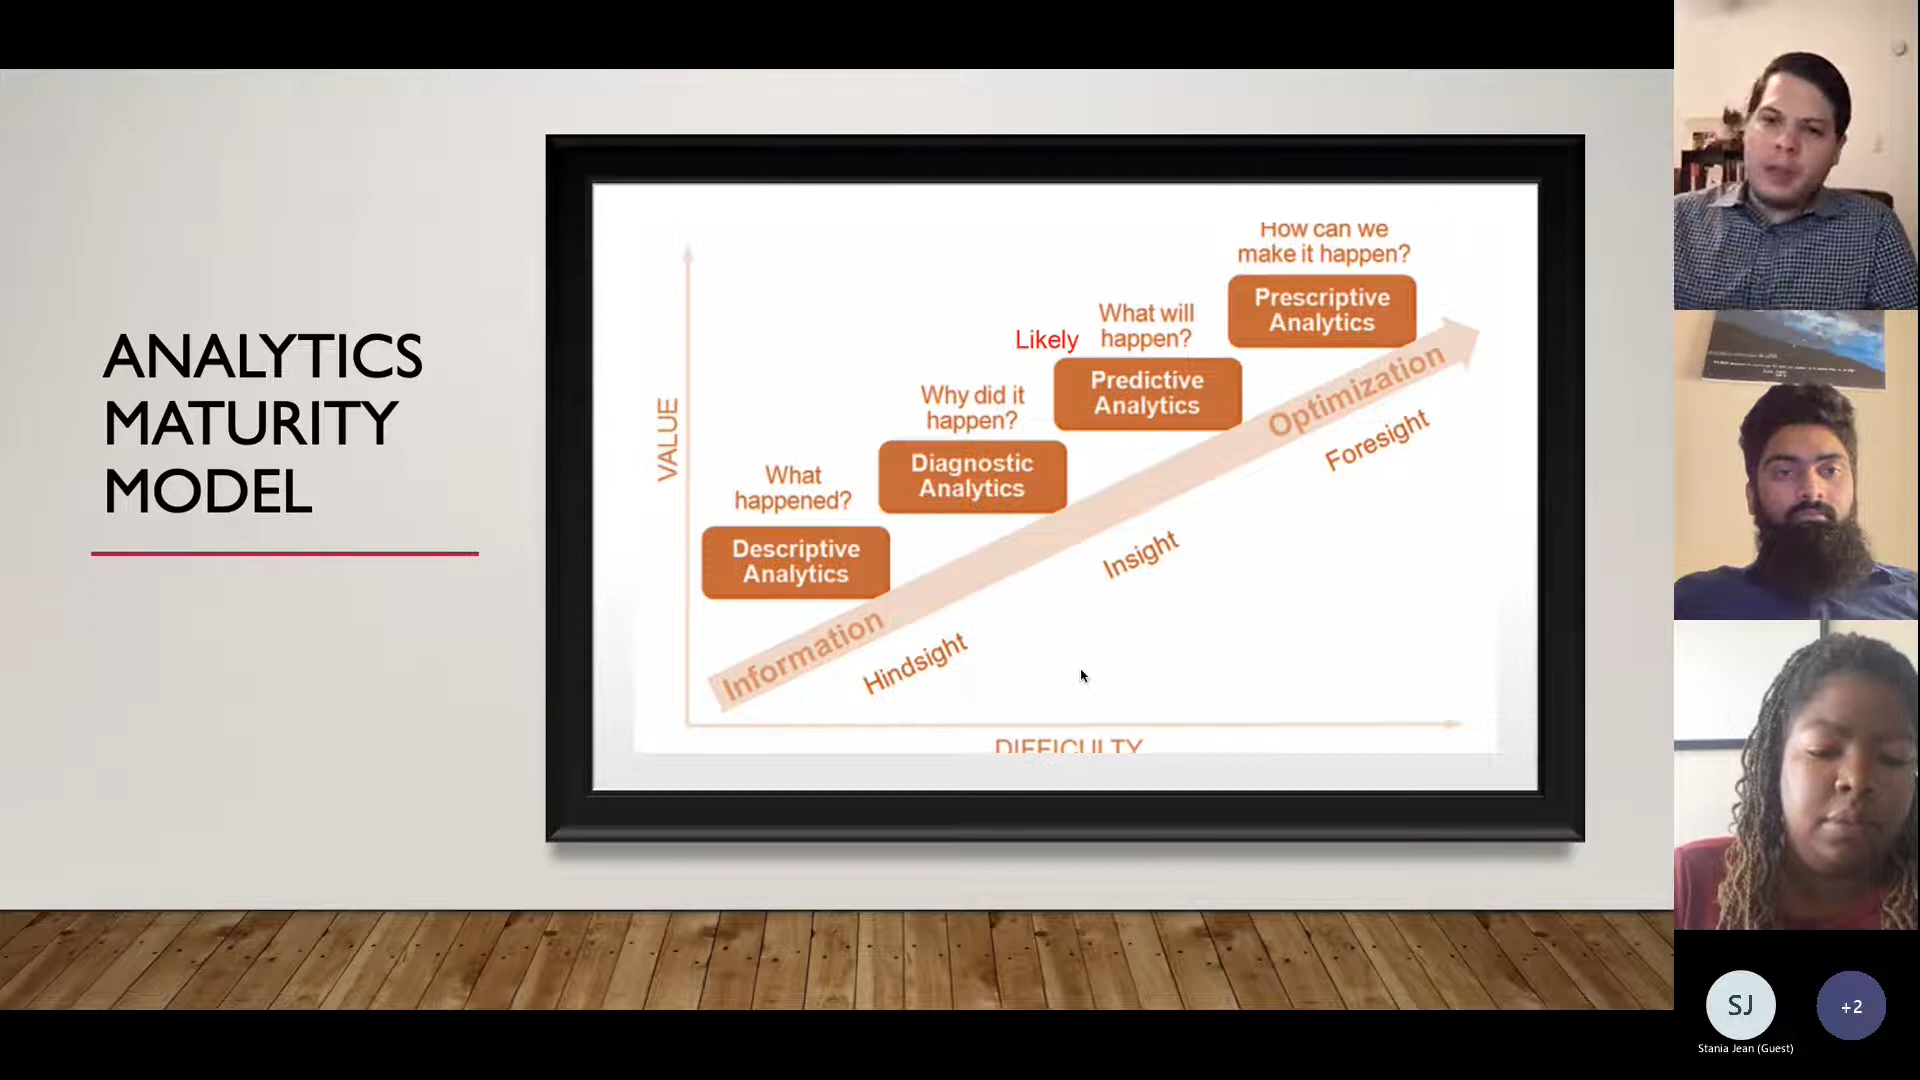 ANALYTICS
MATURITY
MODEL
How can we
make it happen?
Prescriptive
Analytics
What will
happen?
Likely
Predictive
Analytics
Why did it
happen?
Diagnostic
Analytics
What
happened?
Descriptive
Analytics
VALUE
Information
Optimization
Hindsight
Insight
Foresight
DIFFICULTY
SJ
+2
Stania Jean (Guest)